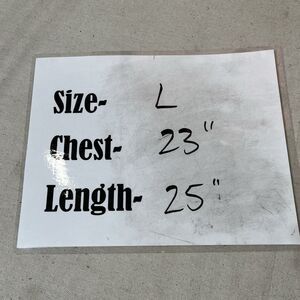 Size- L
Chest- 23"
Length- 25"